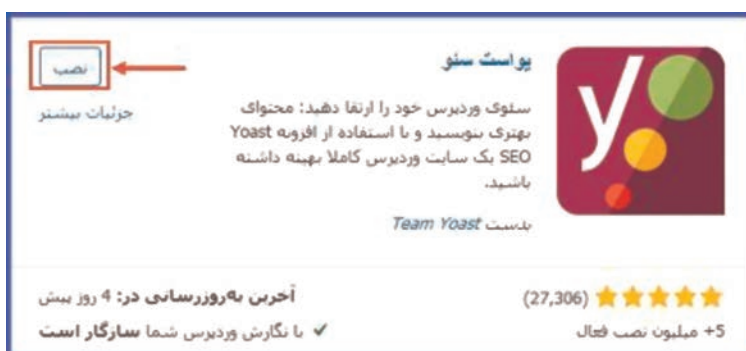 یواست سئو
نصب
جزئیات بیشتر
سئوی وردپرس خود را ارتقا دهید: محتوای
بهتری بنویسید و با استفاده از افزونه Yoast
SEO یک سایت وردپرس کاملا بهینه داشته
باشید.
بدست Team Yoast
(27,306)
آخرین به‌روزرسانی در: 4 روز پیش
5+ میلیون نصب فعال
با نگارش وردپرس شما سازگار است